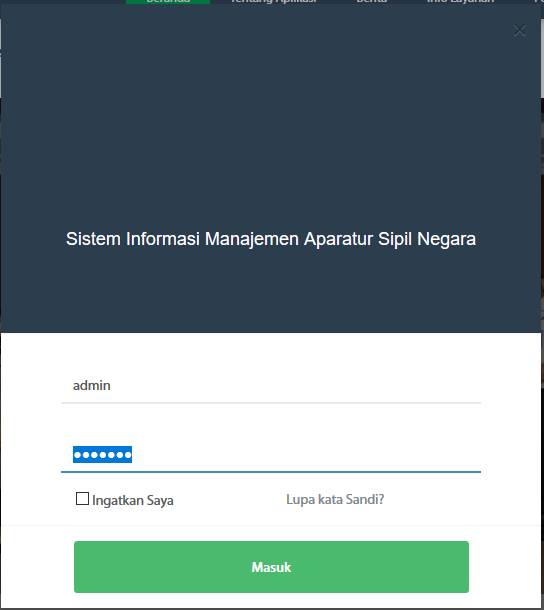 Beranda Tentang Aplikasi Berita Info Layanan
×
Sistem Informasi Manajemen Aparatur Sipil Negara
admin
•••••••
Ingatkan Saya Lupa kata Sandi?
Masuk